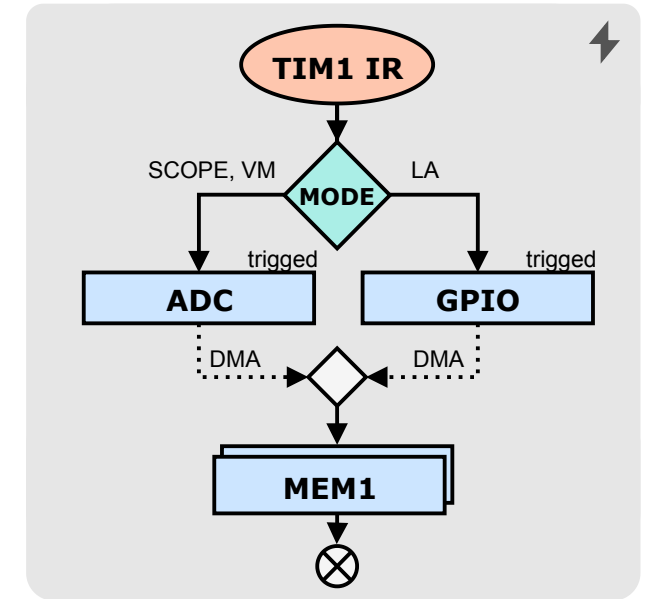 TIM1 IR
SCOPE, VM
LA
MODE
trigged
trigged
ADC
GPIO
DMA
DMA
MEM1